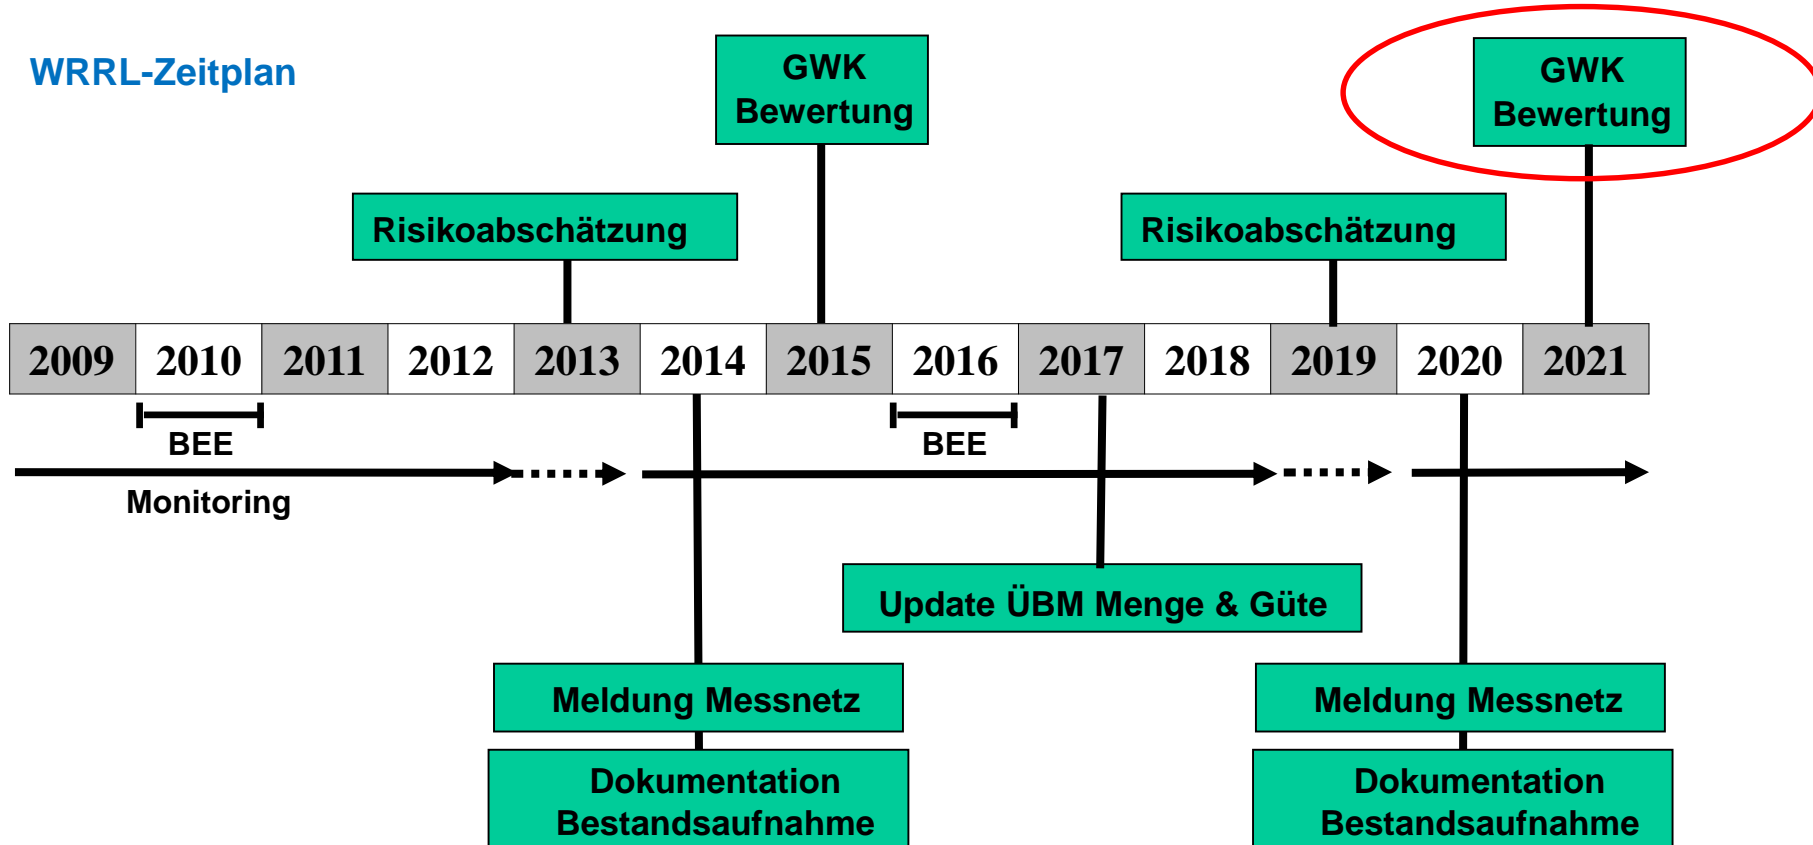 WRRL-Zeitplan
GWK
Bewertung
GWK
Bewertung
Risikoabschätzung
Risikoabschätzung
2009 2010 2011 2012 2013 2014 2015 2016 2017 2018 2019 2020 2021
BEE
BEE
Monitoring
Update ÜBM Menge & Güte
Meldung Messnetz
Meldung Messnetz
Dokumentation
Bestandsaufnahme
Dokumentation
Bestandsaufnahme